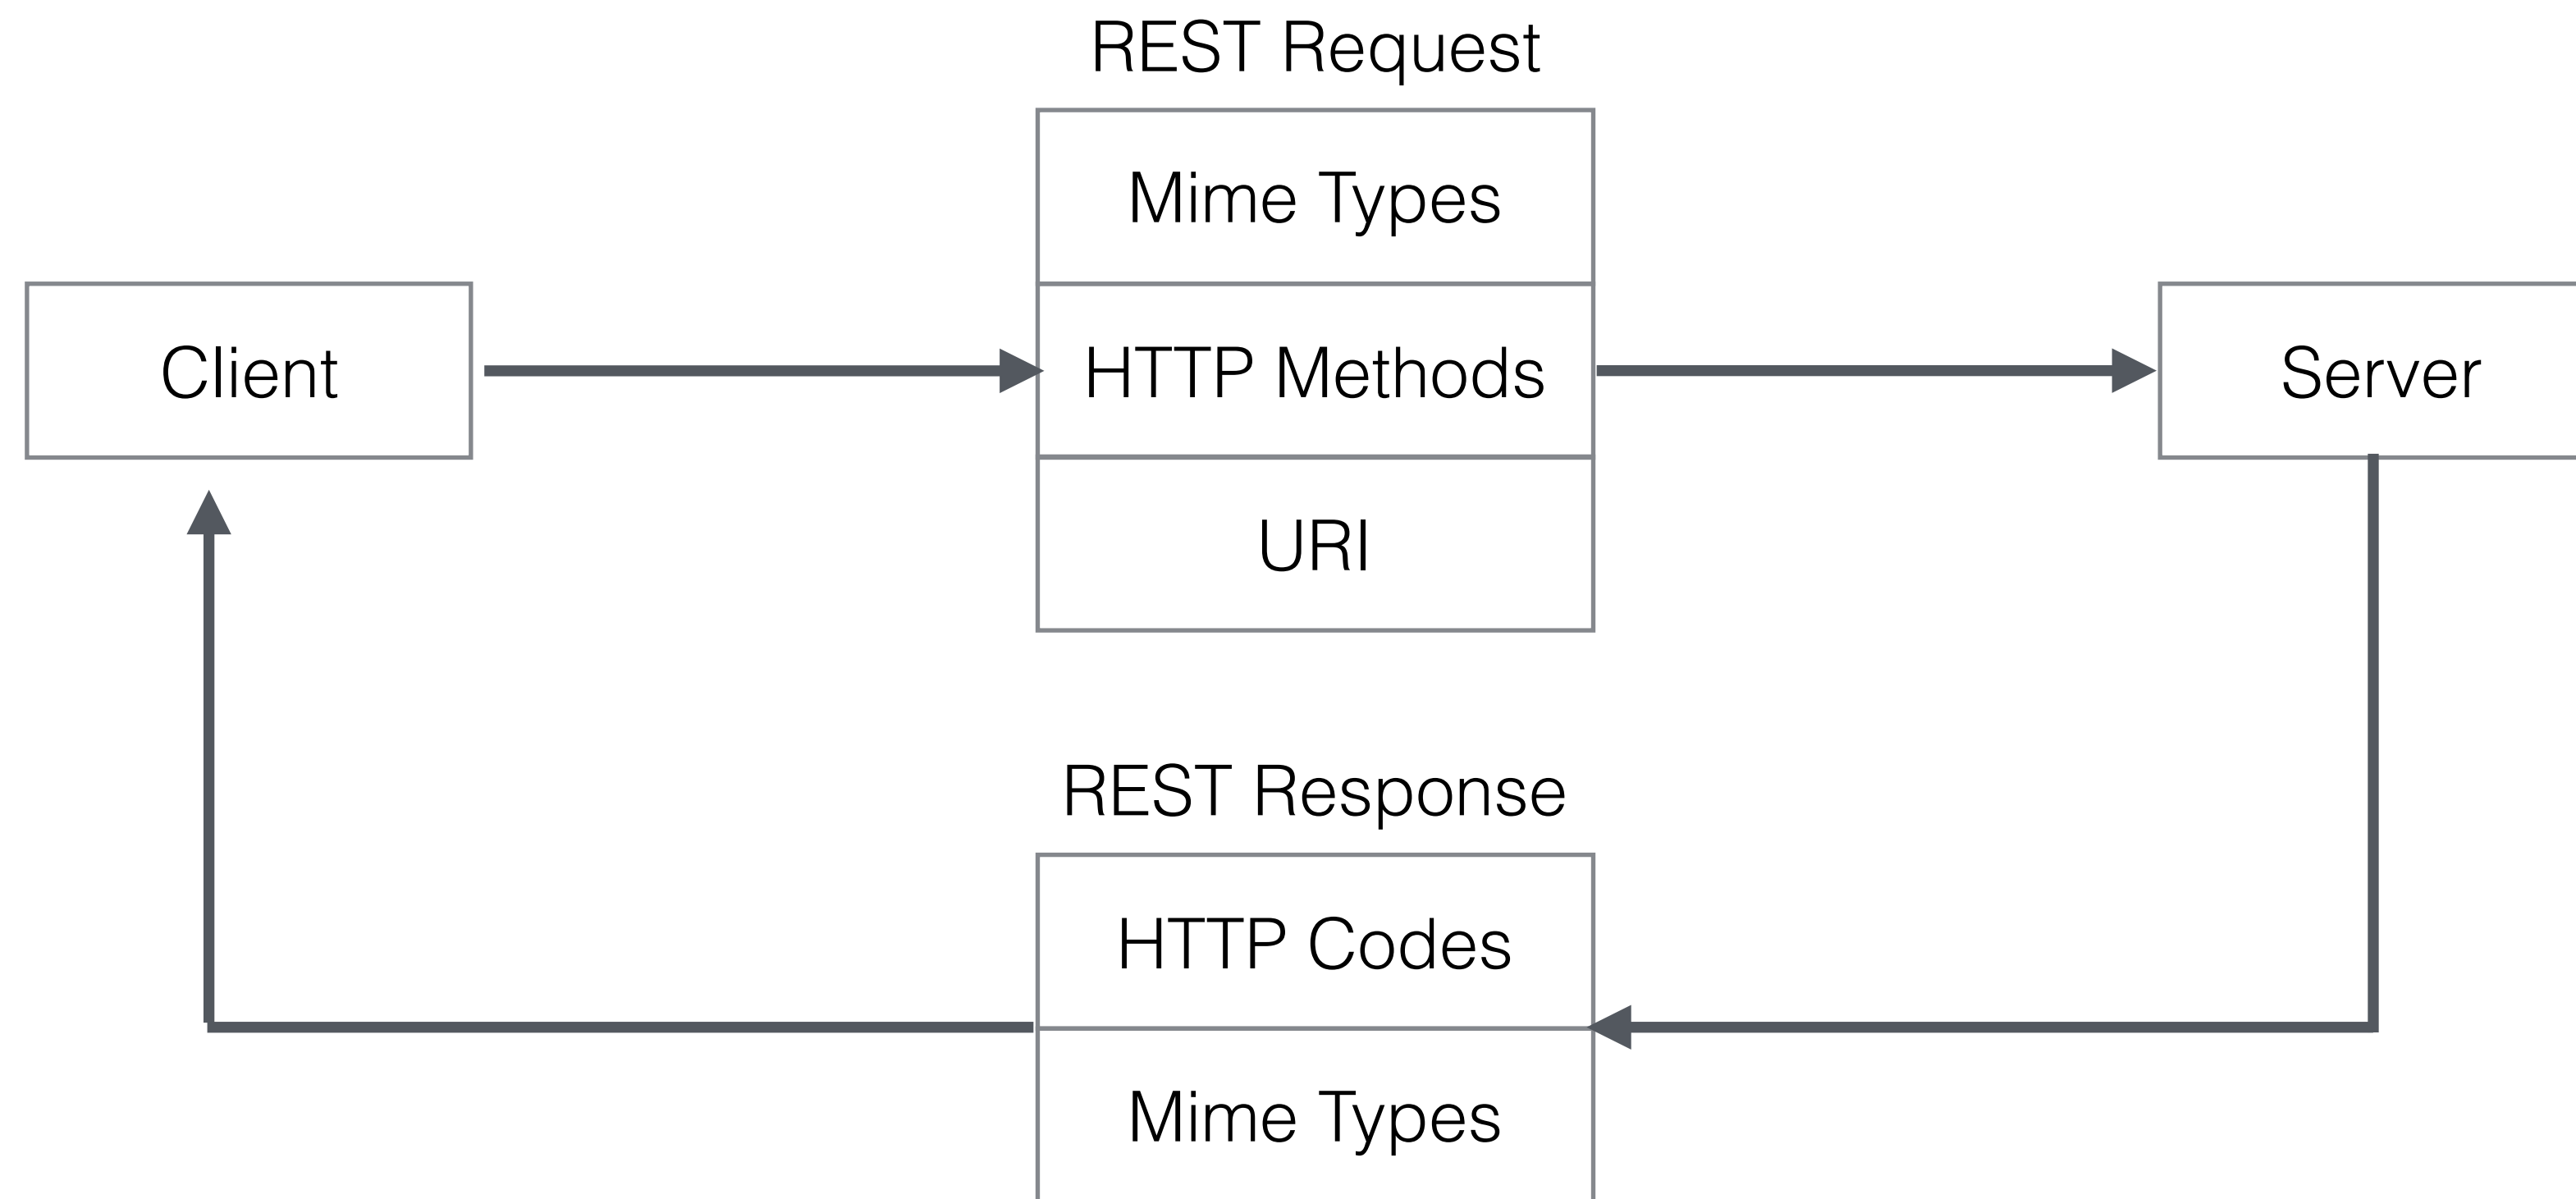 REST Request
Mime Types
Client
HTTP Methods
Server
URI
REST Response
HTTP Codes
Mime Types